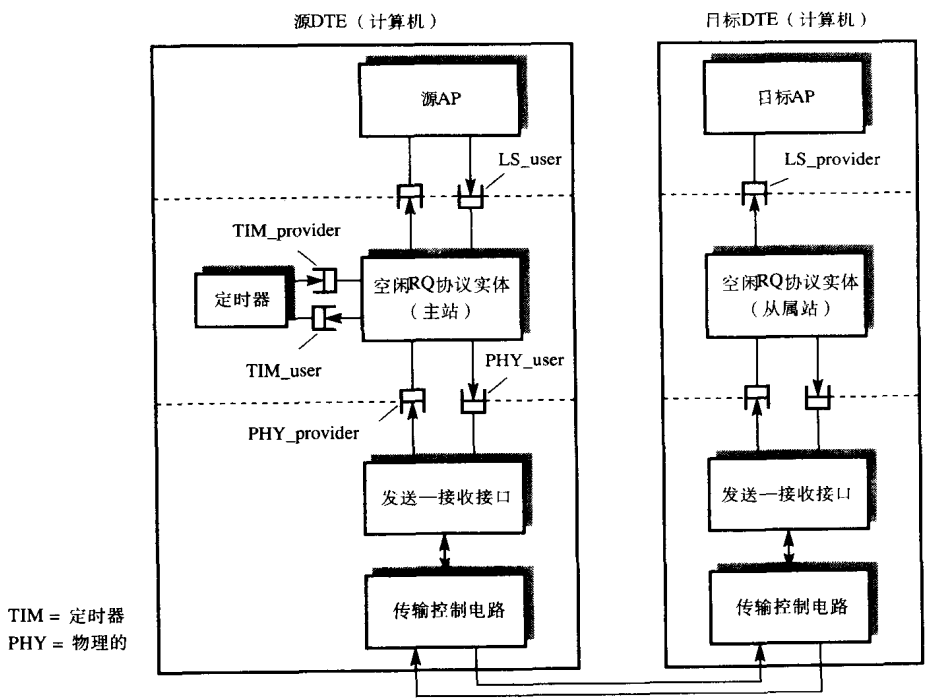 源DTE（计算机）
目标DTE（计算机）
源AP
目标AP
LS_user
LS_provider
TIM_provider
定时器
空闲RQ协议实体
（主站）
空闲RQ协议实体
（从属站）
TIM_user
PHY_user
PHY_provider
发送—接收接口
发送—接收接口
传输控制电路
传输控制电路
TIM = 定时器
PHY = 物理的